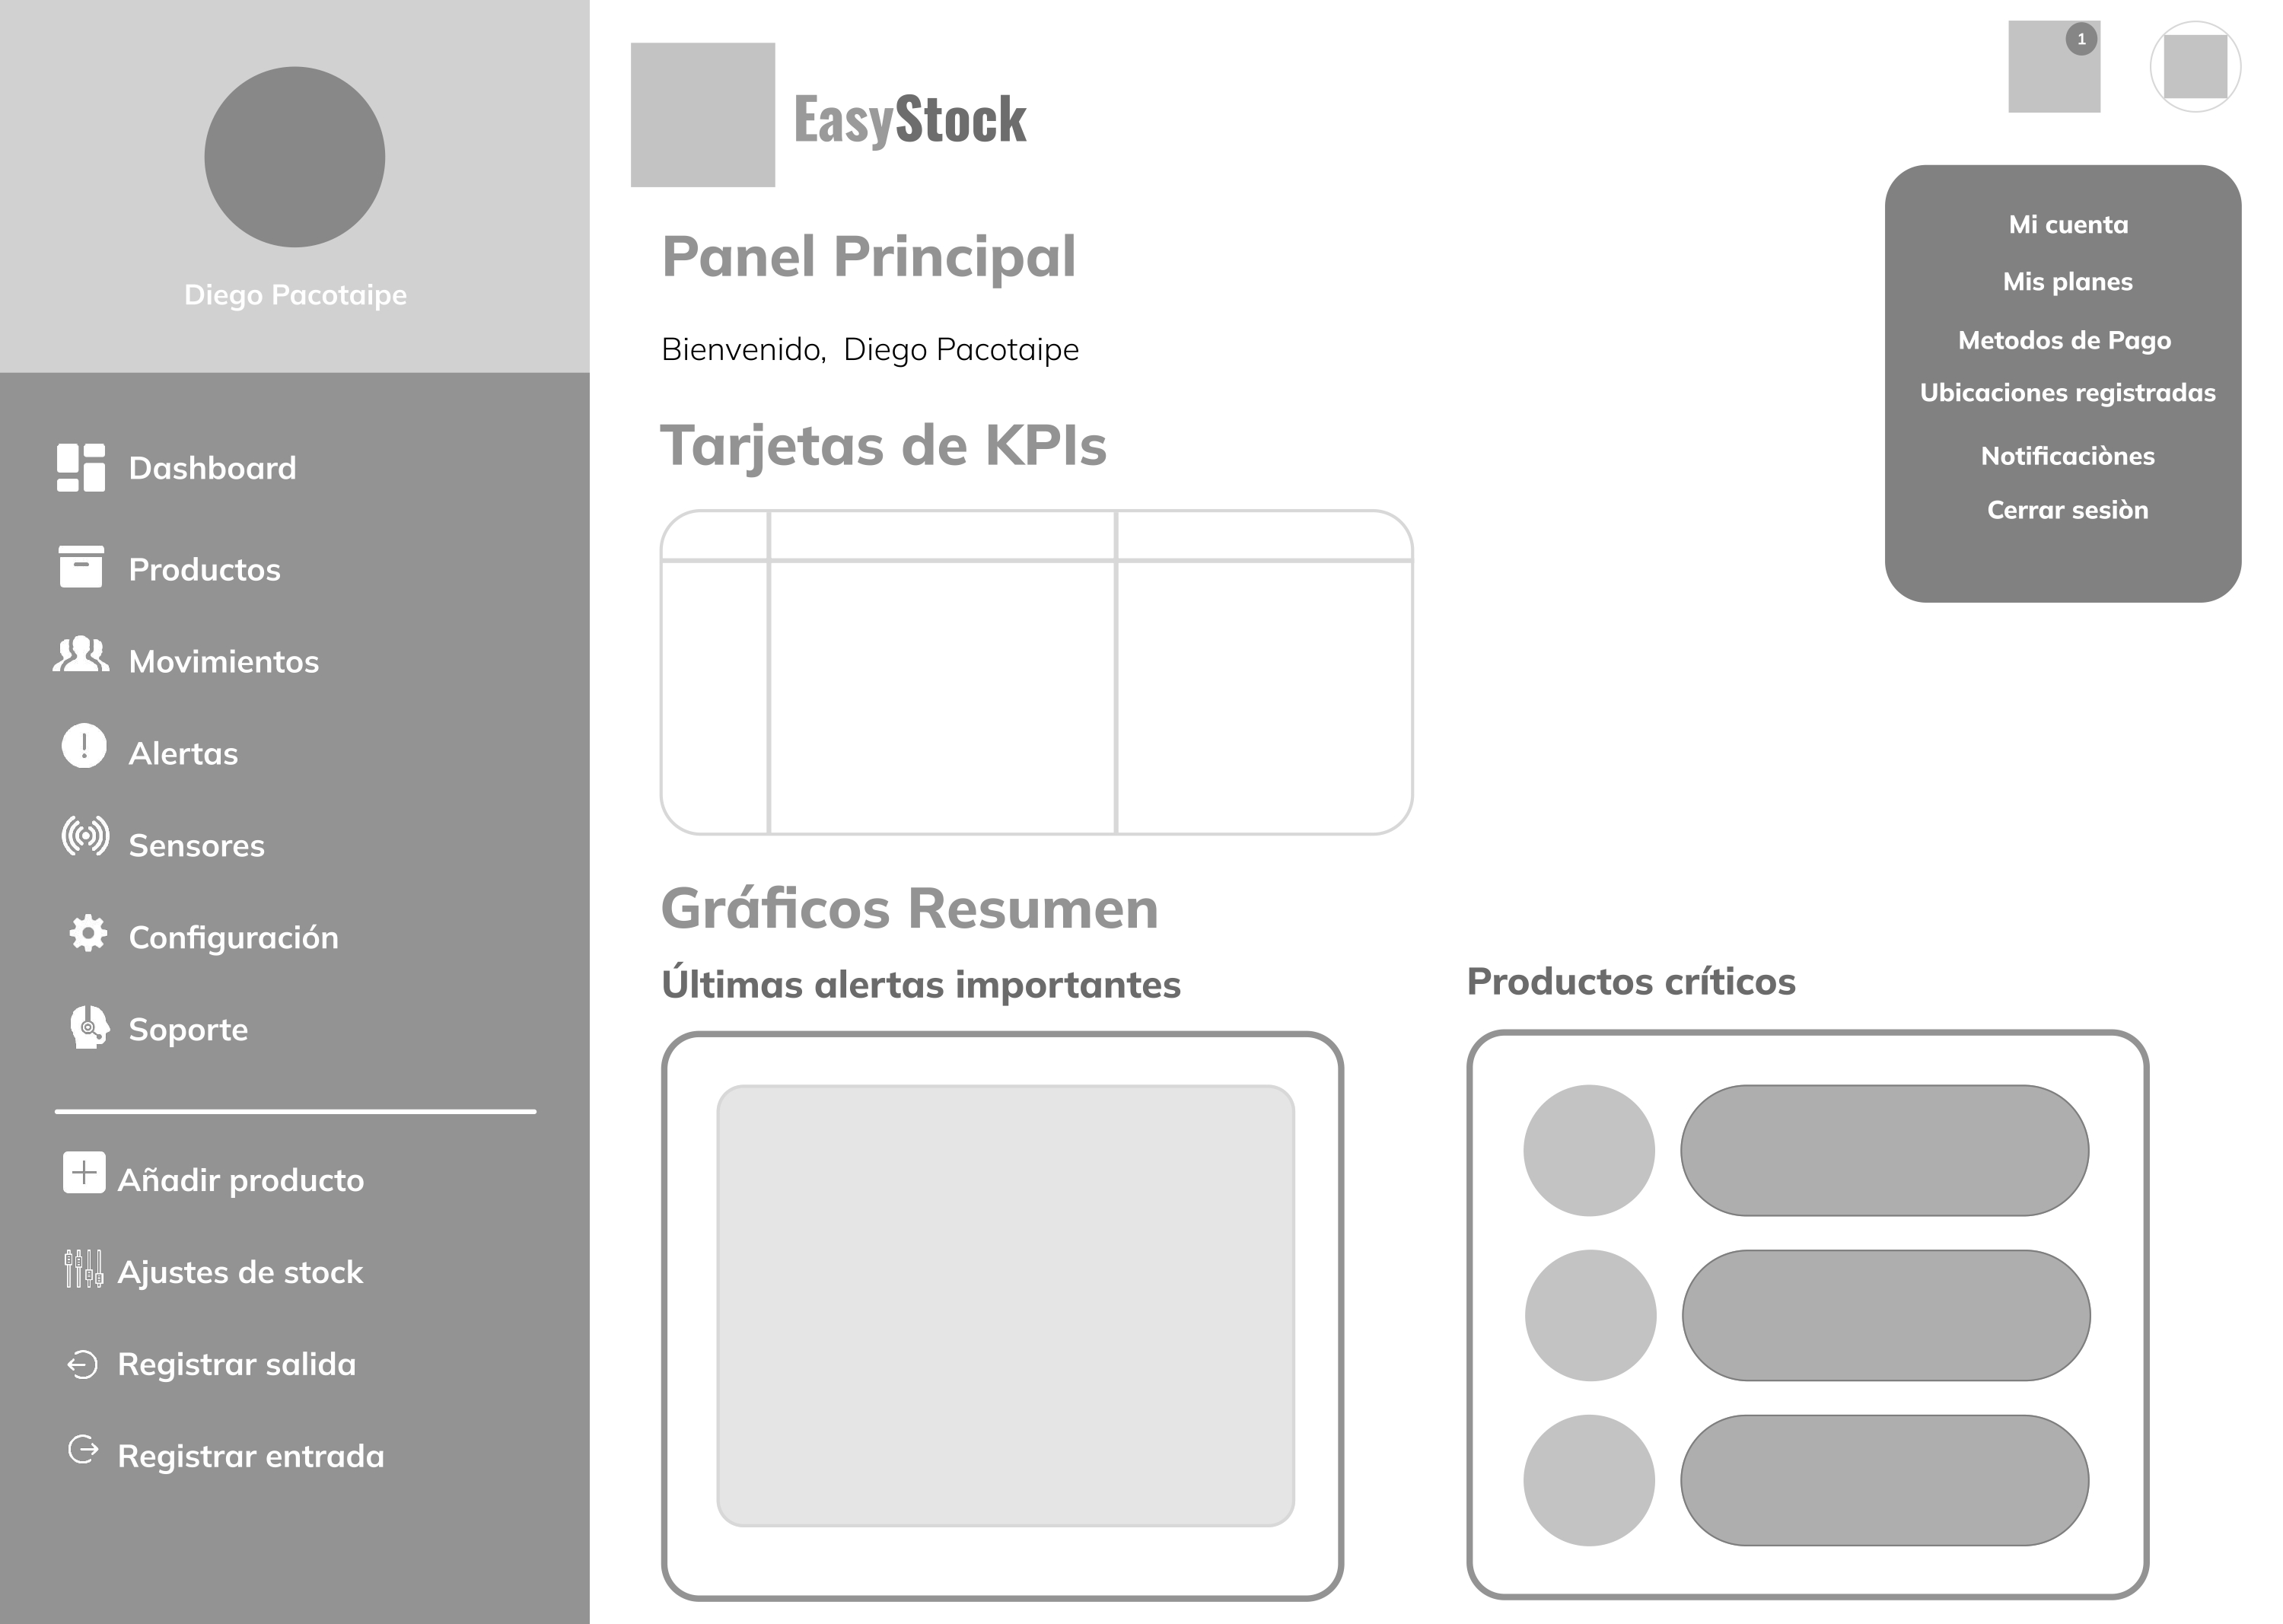 Diego Pacotaipe
Dashboard
Productos
Movimientos
Alertas
Sensores
Configuración
Soporte
Añadir producto
Ajustes de stock
Registrar salida
Registrar entrada
EasyStock
1
Panel Principal
Bienvenido,  Diego Pacotaipe
Tarjetas de KPIs
Mi cuenta
Mis planes
Metodos de Pago
Ubicaciones registradas
Notificaciònes
Cerrar sesiòn
Gráficos Resumen
Últimas alertas importantes
Productos críticos